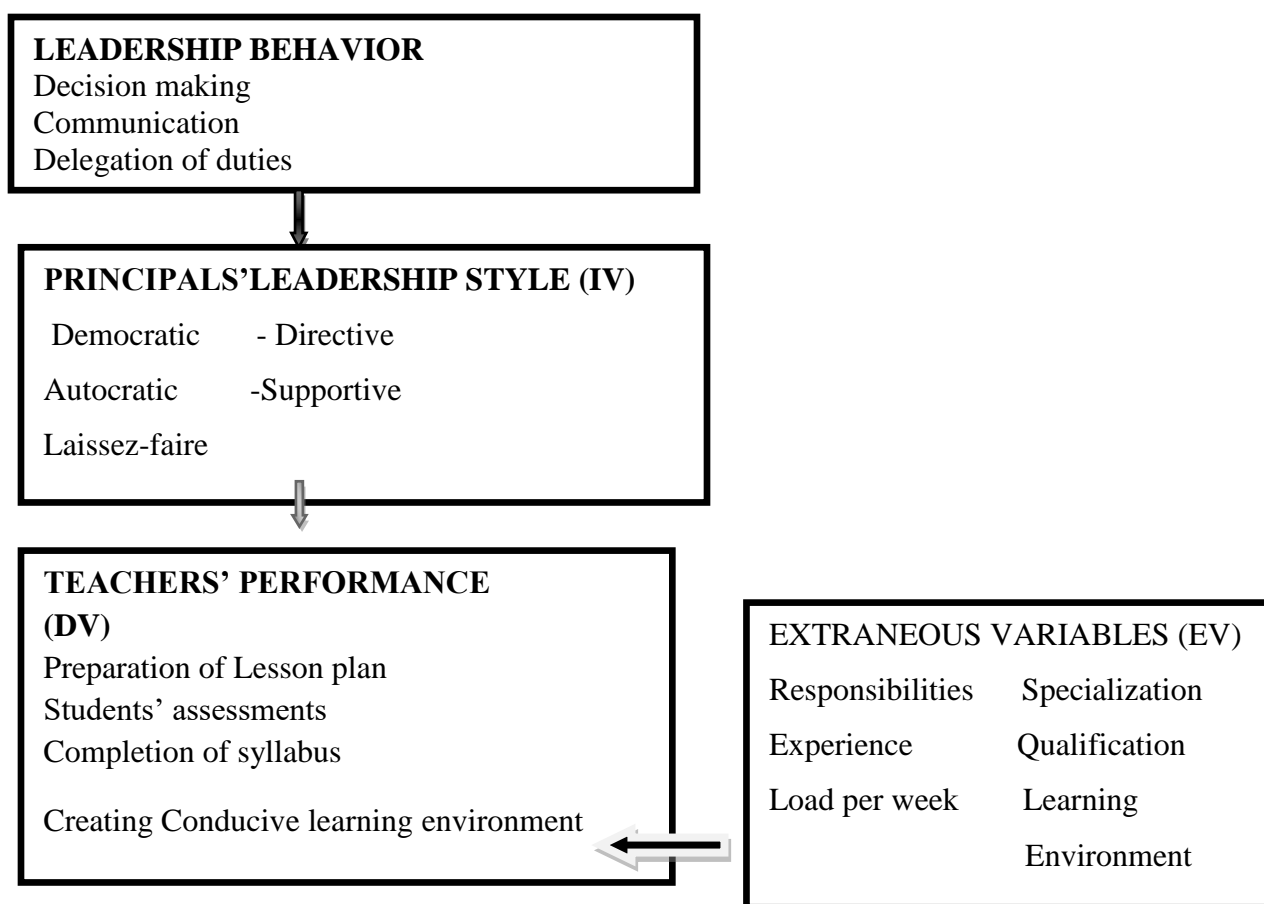 LEADERSHIP BEHAVIOR
Decision making
Communication
Delegation of duties
PRINCIPALS’LEADERSHIP STYLE (IV)
Democratic - Directive
Autocratic -Supportive
Laissez-faire
TEACHERS’ PERFORMANCE
(DV)
Preparation of Lesson plan
Students’ assessments
Completion of syllabus
Creating Conducive learning environment
EXTRANEOUS VARIABLES (EV)
Responsibilities Specialization
Experience Qualification
Load per week Learning
Environment